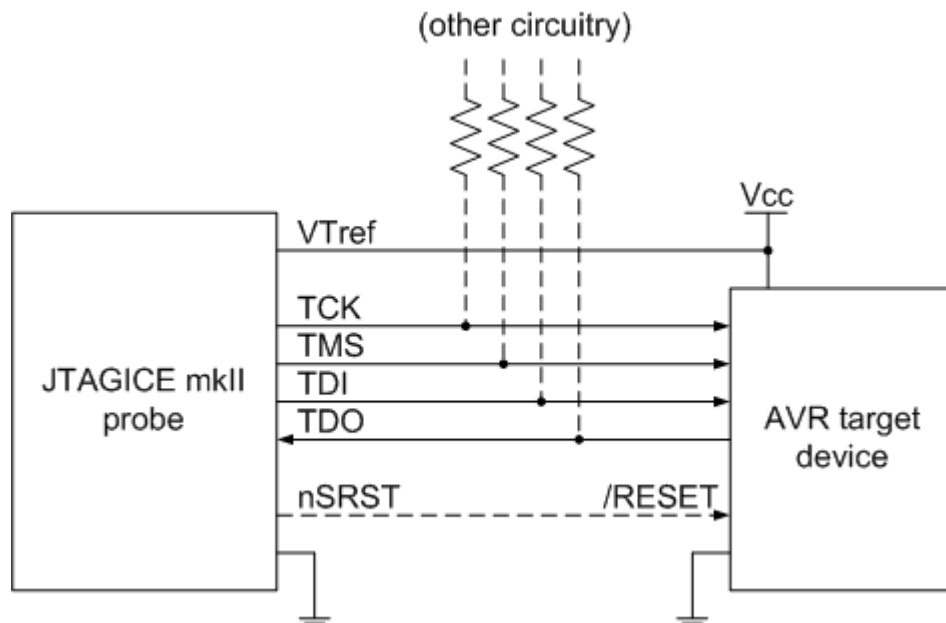 (other circuitry)
Vcc
VTref
TCK
TMS
TDI
TDO
JTAGICE mkII
probe
AVR target
device
nSRST
/RESET